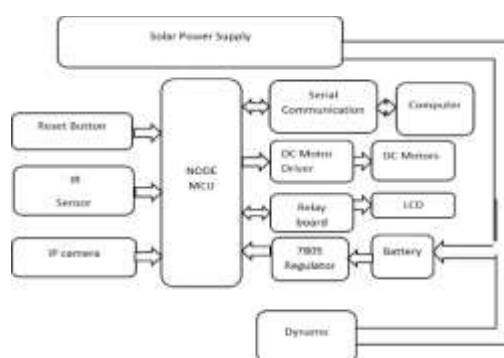 Solar Power Supply
Serial
Communication
Computer
Reset Button
DC Motor
Driver
DC Motors
NODE
MCU
IR
Sensor
Relay
board
LCD
IP camera
7805
Regulator
Battery
Dynamo